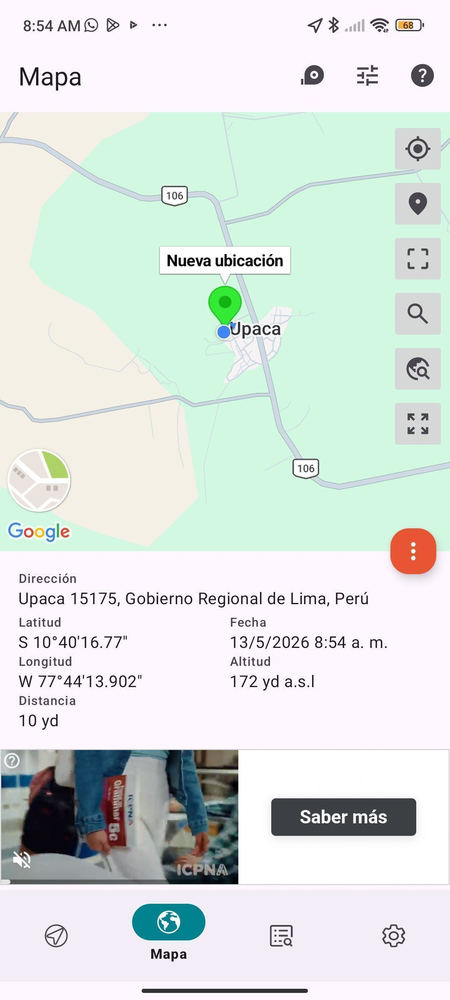 8:54 AM
68
Mapa
106
Nueva ubicación
Upaca
106
Google
Dirección
Upaca 15175, Gobierno Regional de Lima, Perú
Latitud
Fecha
S 10°40'16.77"
13/5/2026 8:54 a. m.
Longitud
Altitud
W 77°44'13.902"
172 yd a.s.l
Distancia
10 yd
ICPNA
ICPNA
Saber más
Mapa